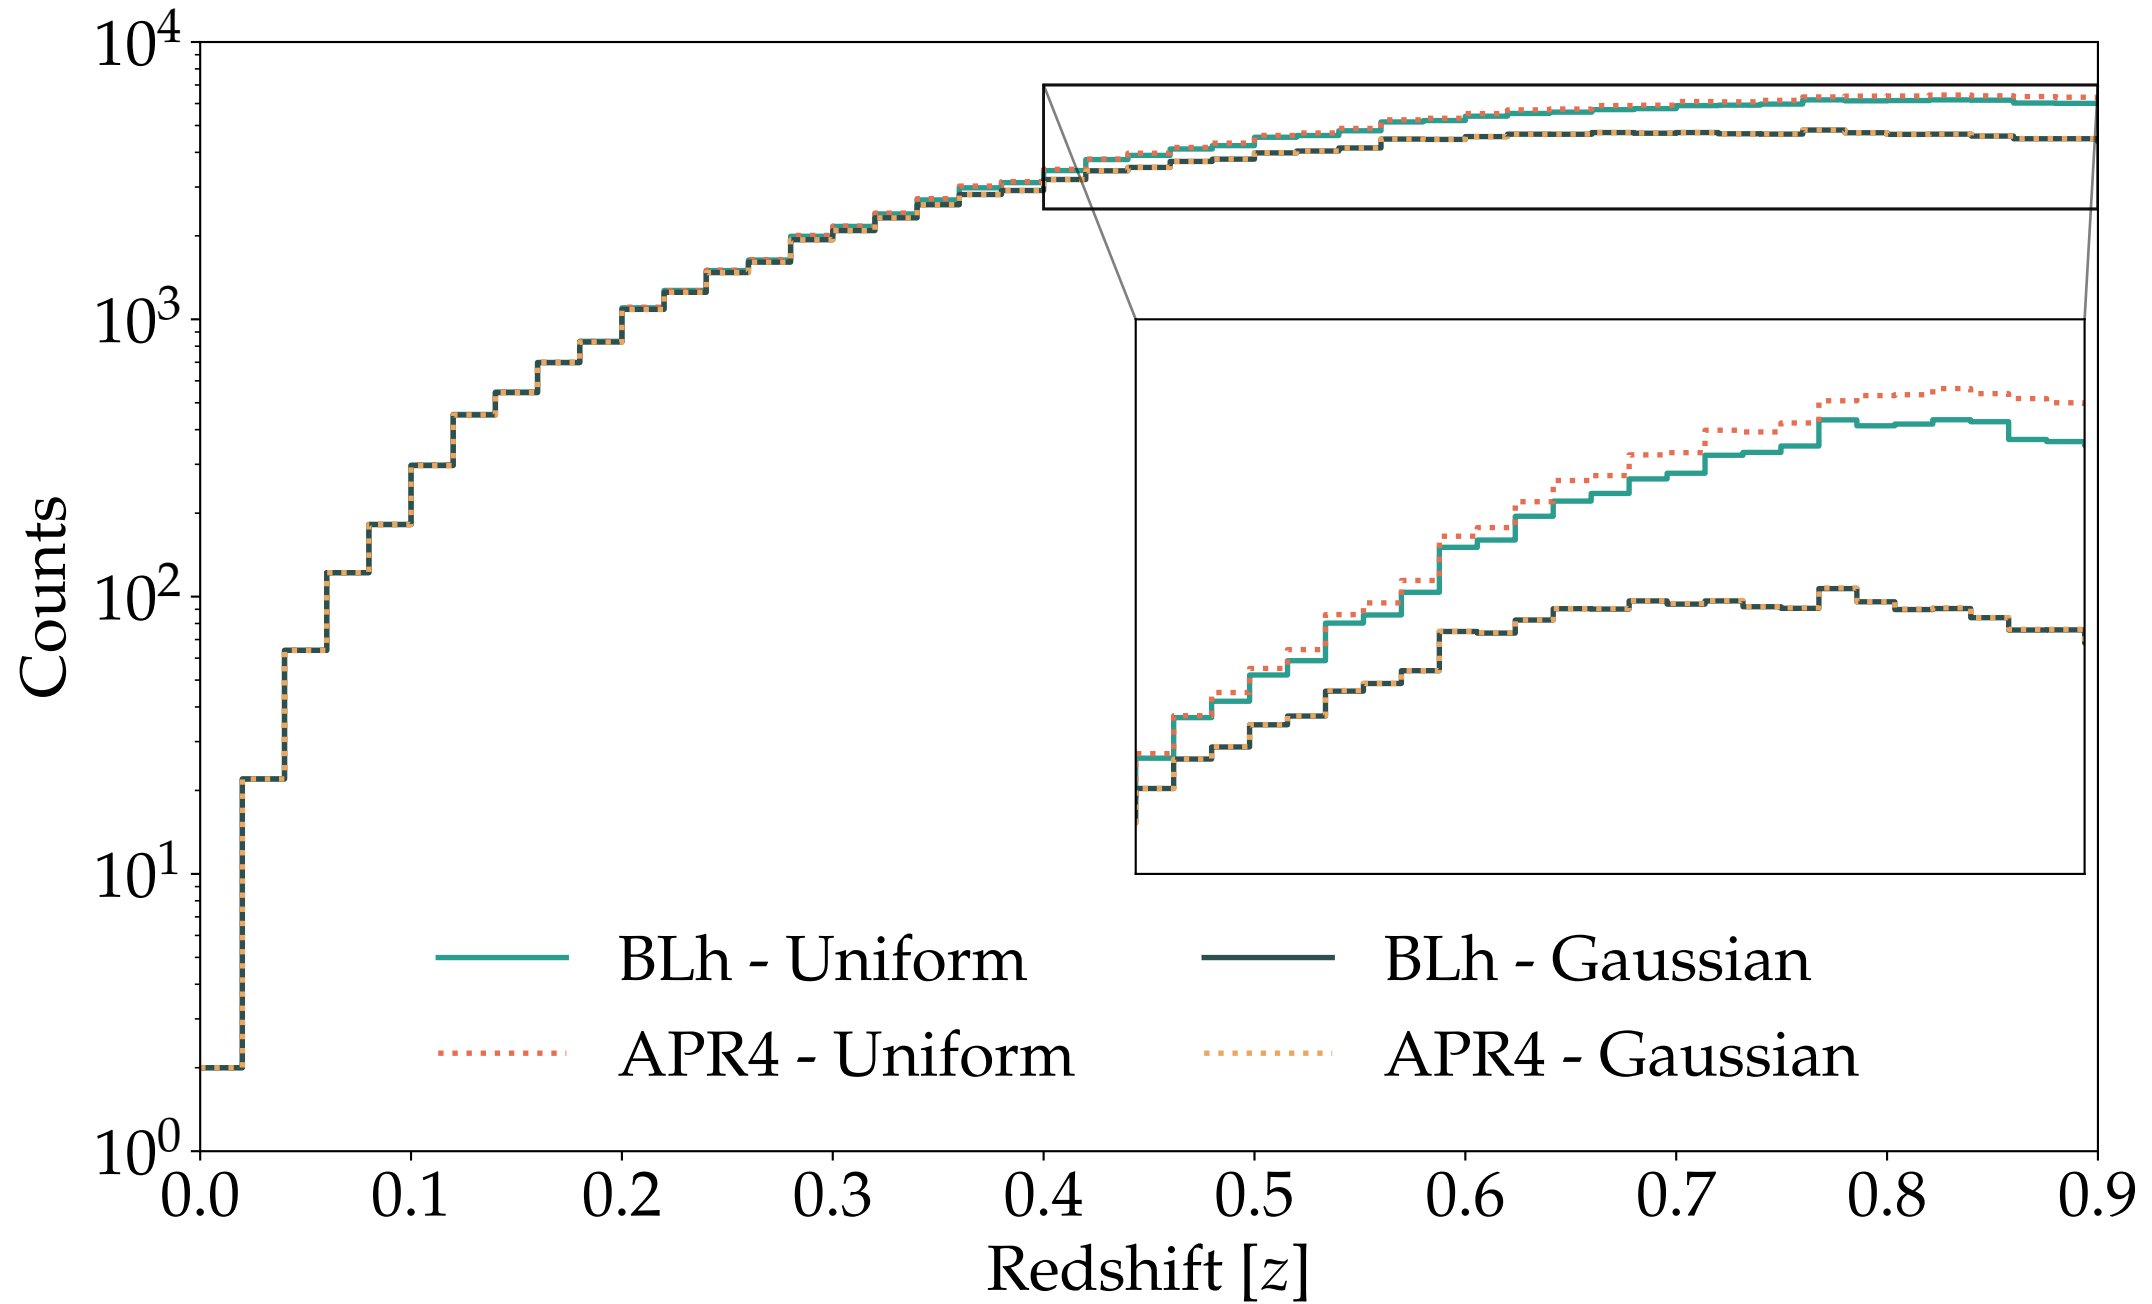 10^4
10^3
10^2
10^1
10^0
Counts
BLh - Uniform
BLh - Gaussian
APR4 - Uniform
APR4 - Gaussian
0.0 0.1 0.2 0.3 0.4 0.5 0.6 0.7 0.8 0.9
Redshift [z]